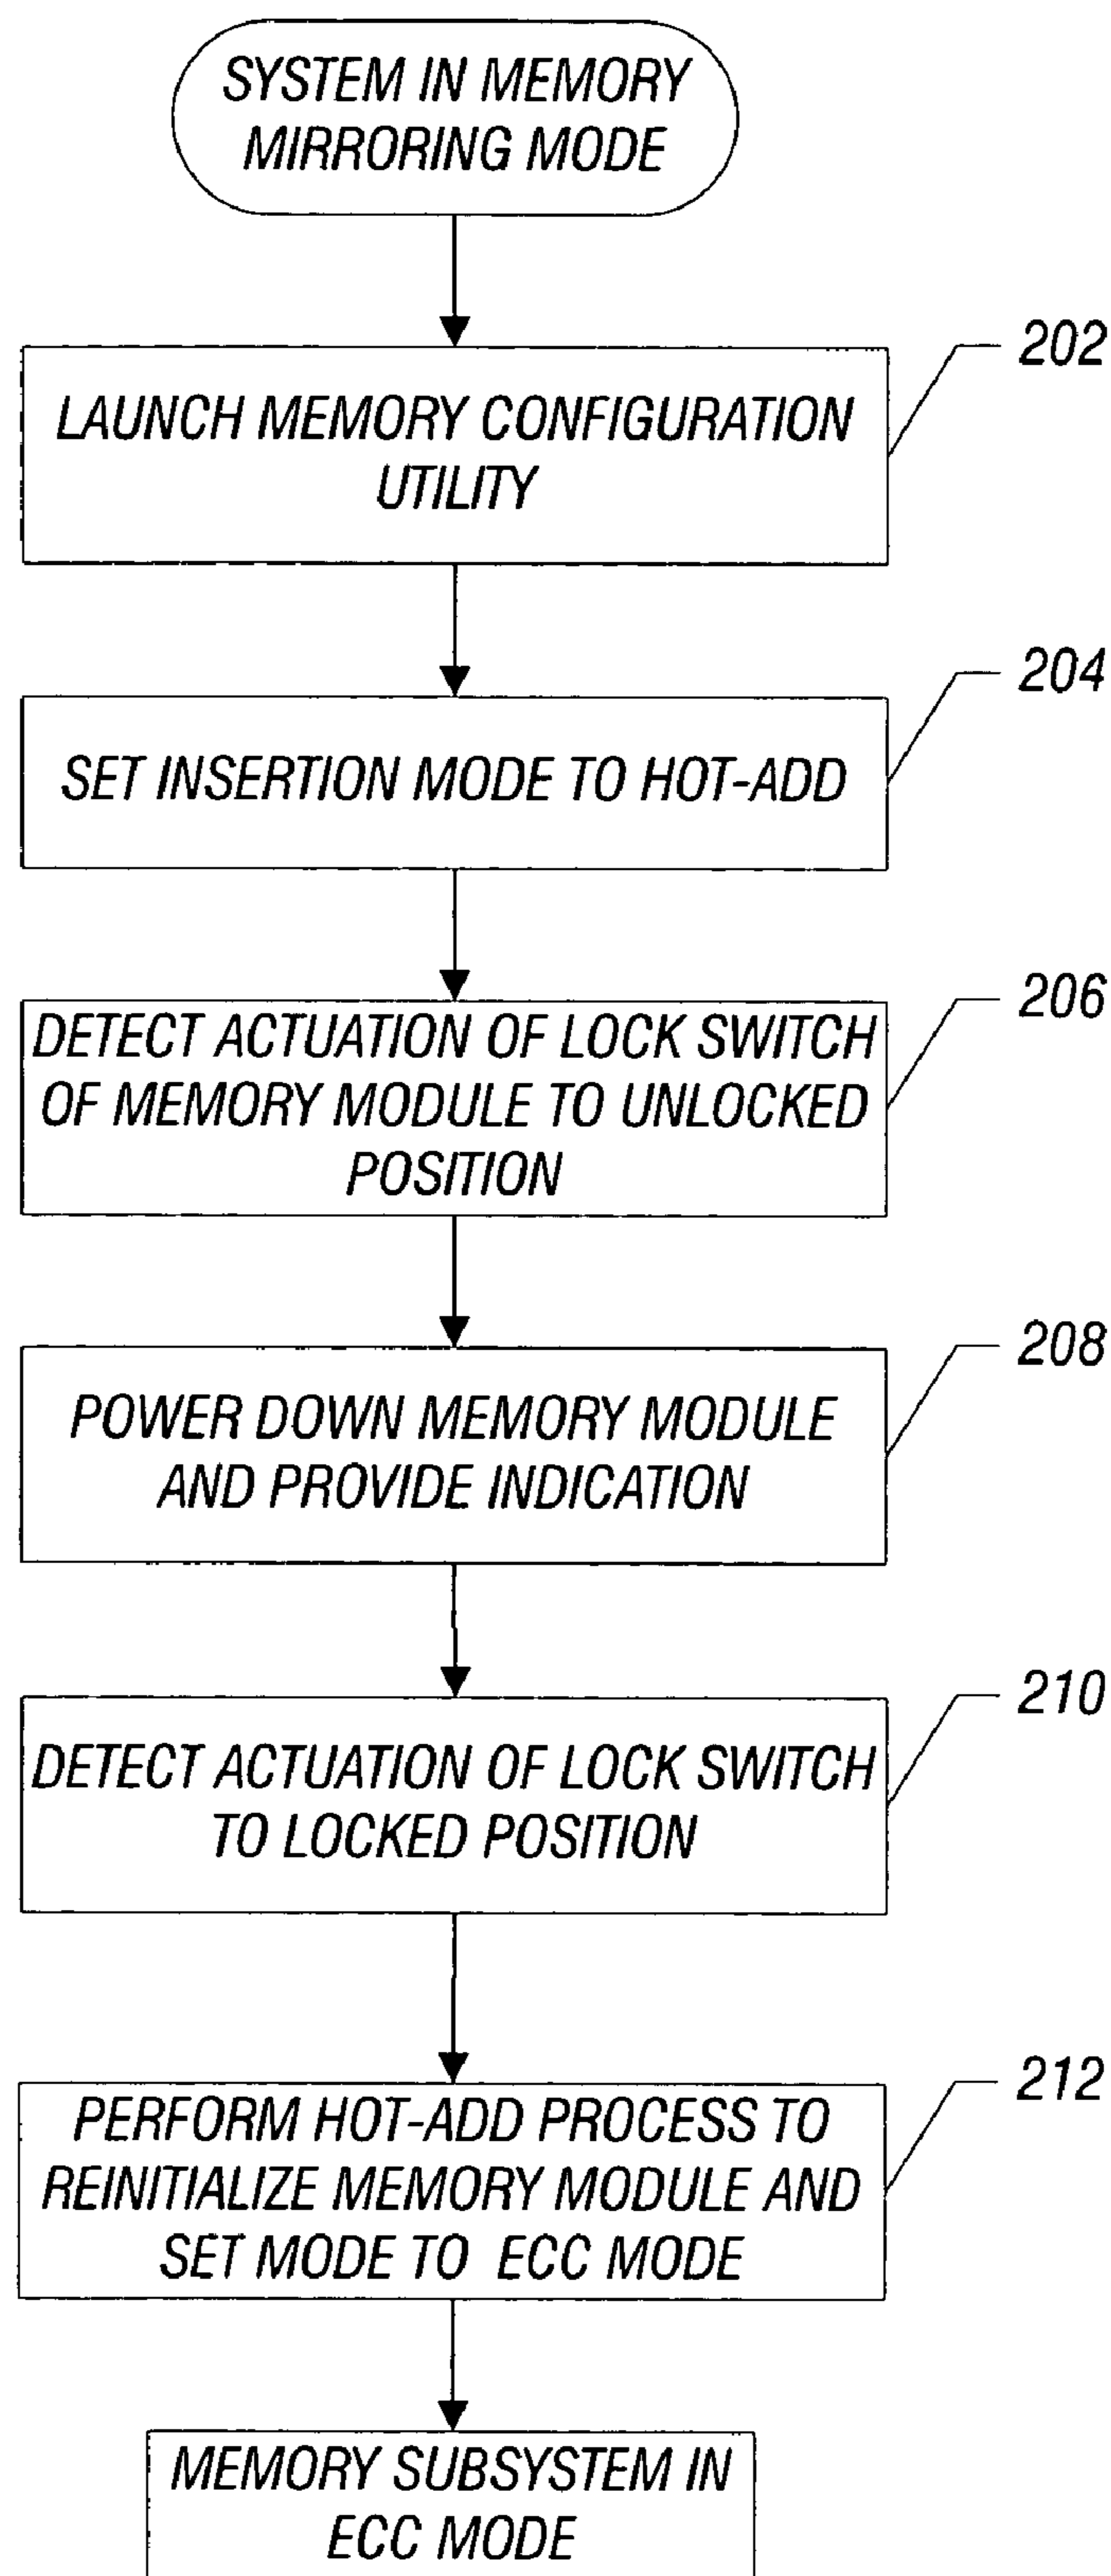 SYSTEM IN MEMORY
MIRRORING MODE
202
LAUNCH MEMORY CONFIGURATION
UTILITY
204
SET INSERTION MODE TO HOT-ADD
206
DETECT ACTUATION OF LOCK SWITCH
OF MEMORY MODULE TO UNLOCKED
POSITION
208
POWER DOWN MEMORY MODULE
AND PROVIDE INDICATION
210
DETECT ACTUATION OF LOCK SWITCH
TO LOCKED POSITION
212
PERFORM HOT-ADD PROCESS TO
REINITIALIZE MEMORY MODULE AND
SET MODE TO ECC MODE
MEMORY SUBSYSTEM IN
ECC MODE